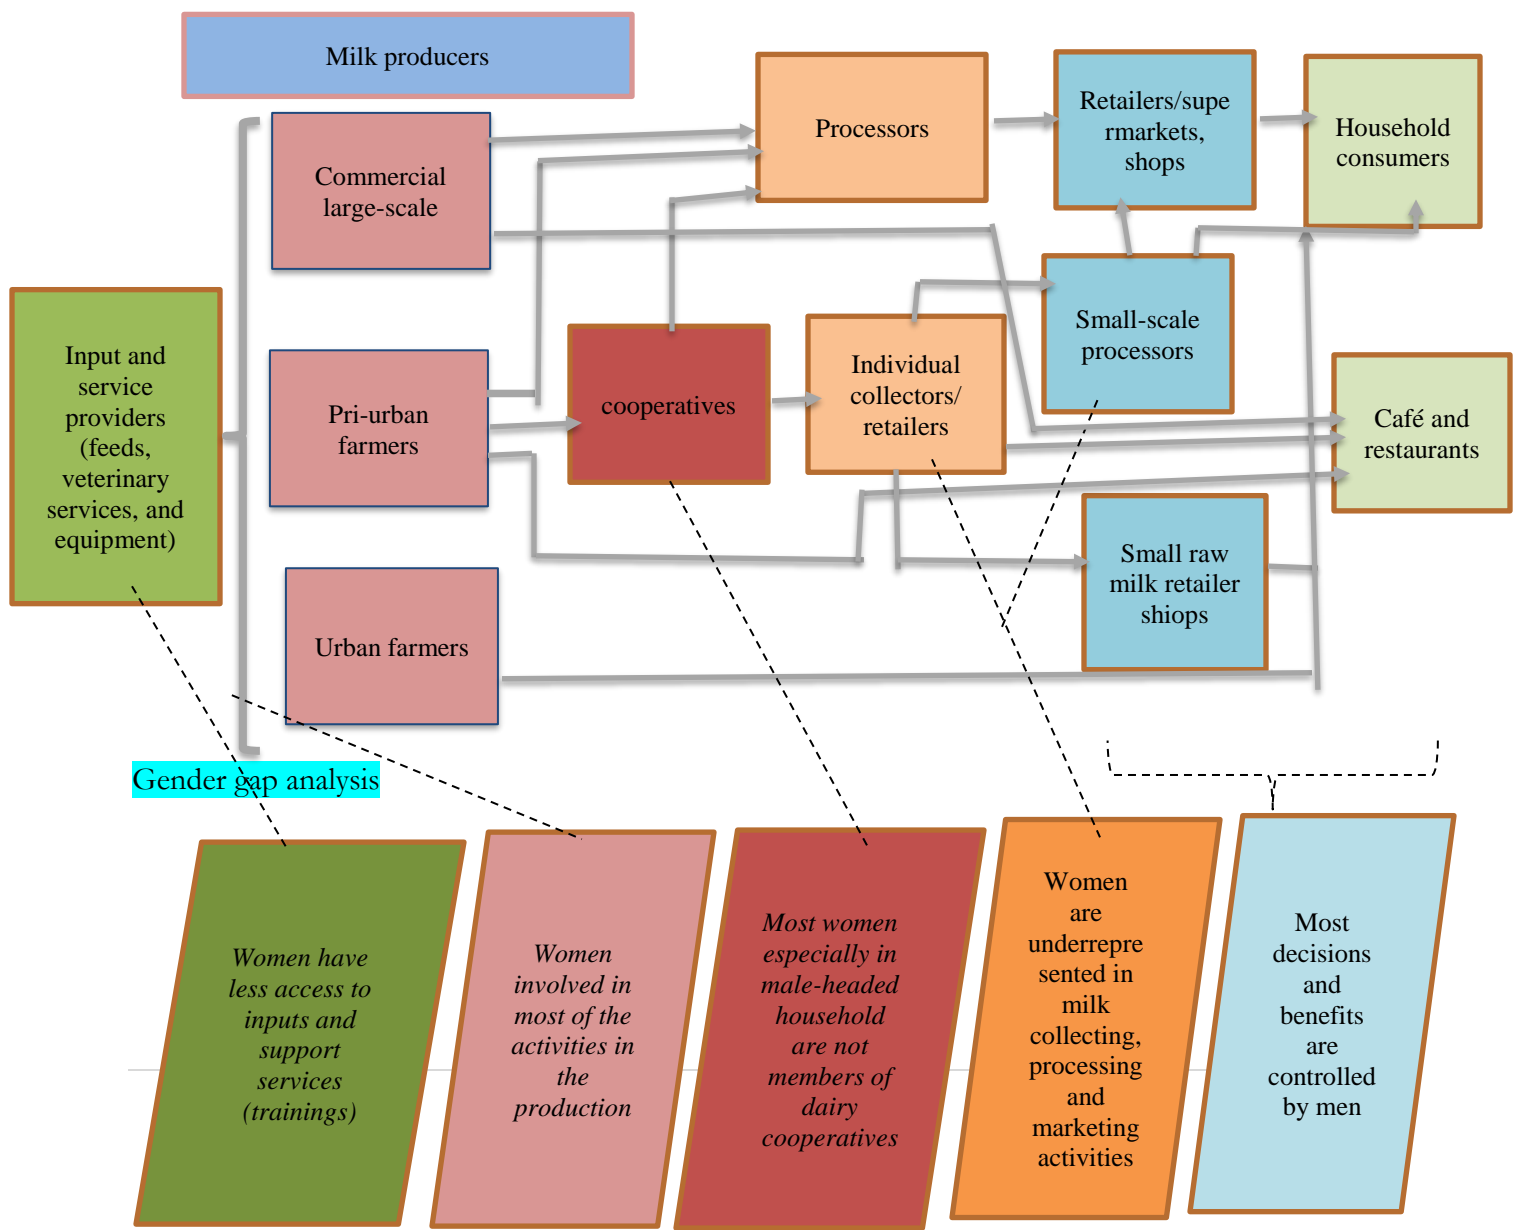 Milk producers
Commercial
large-scale
Processors
Retailers/supe
rmarkets,
shops
Household
consumers
Input and
service
providers
(feeds,
veterinary
services, and
equipment)
Pri-urban
farmers
cooperatives
Individual
collectors/
retailers
Small-scale
processors
Café and
restaurants
Urban farmers
Small raw
milk retailer
shiops
Gender gap analysis
Women have
less access to
inputs and
support
services
(trainings)
Women
involved in
most of the
activities in
the
production
Most women
especially in
male-headed
household
are not
members of
dairy
cooperatives
Women
are
underrepre
sented in
milk
collecting,
processing
and
marketing
activities
Most
decisions
and
benefits
are
controlled
by men